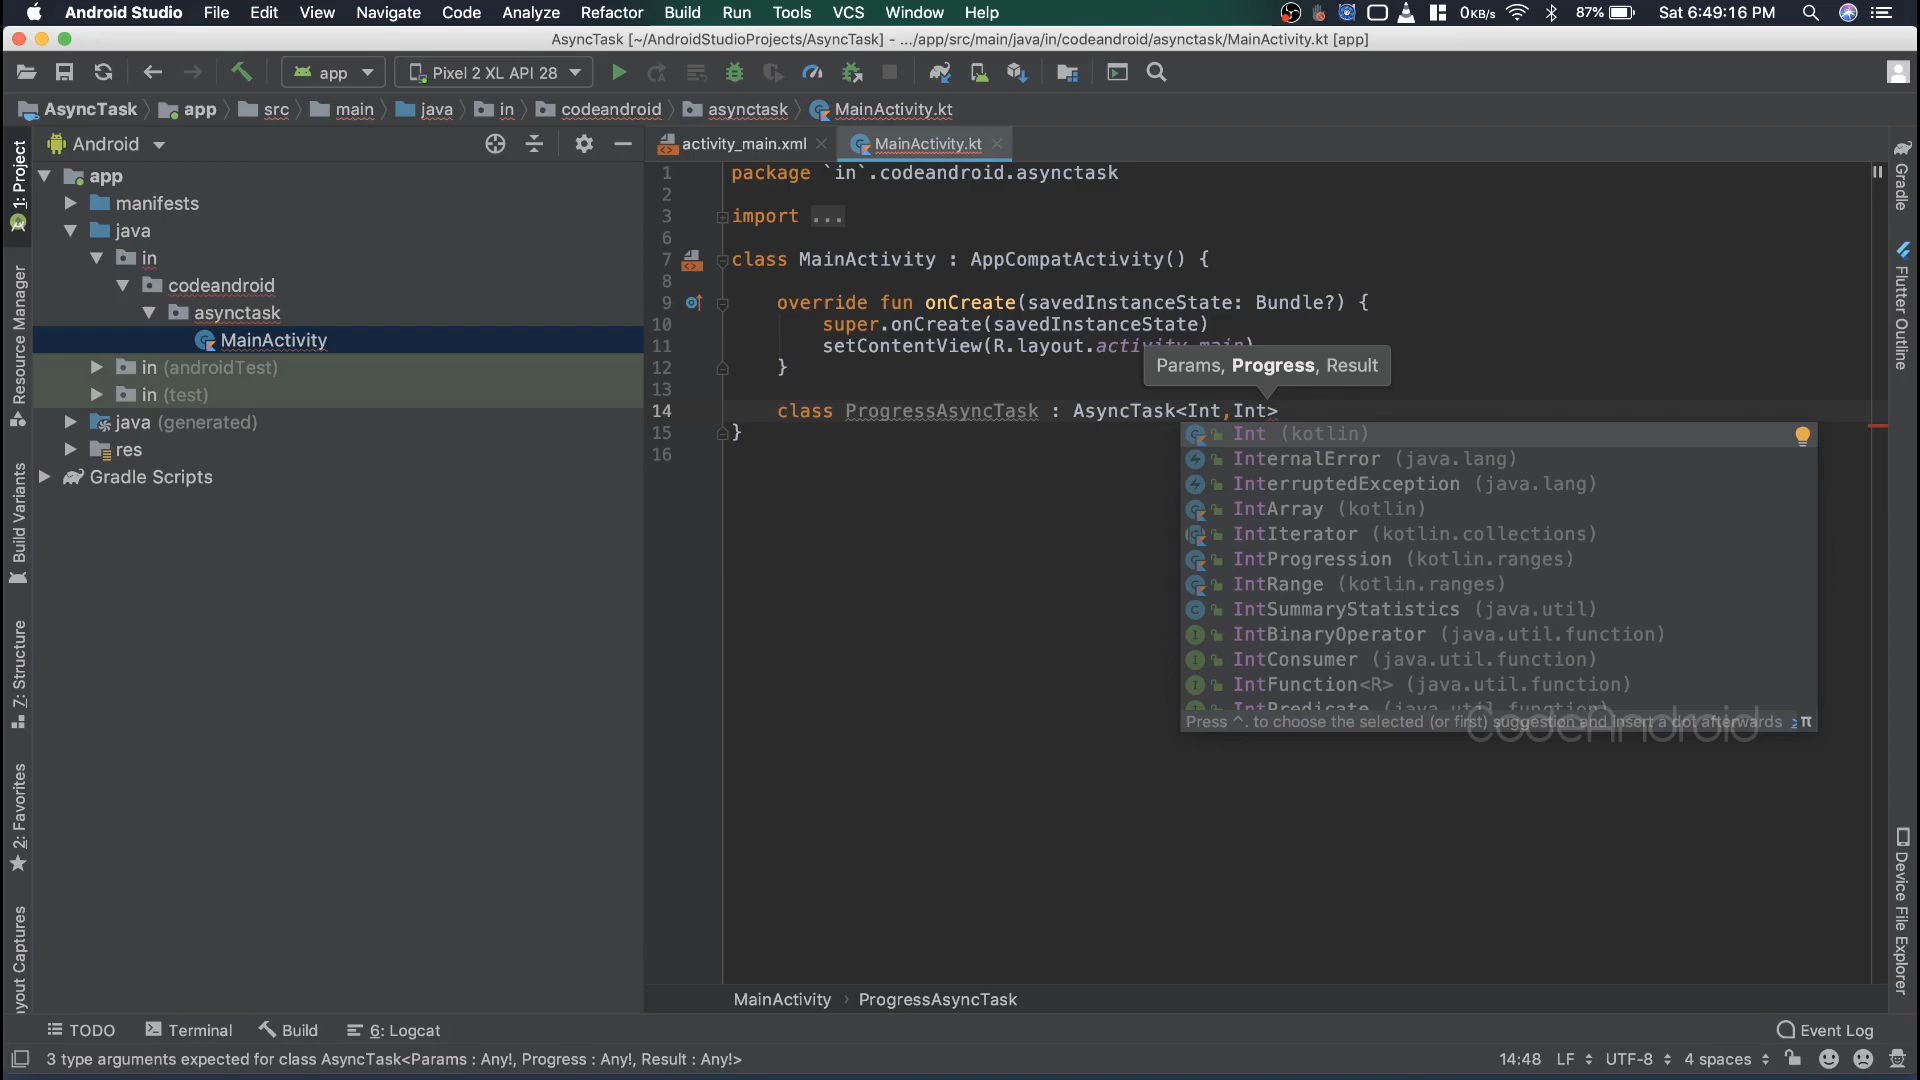 Android Studio File Edit View Navigate Code Analyze Refactor Build Run Tools VCS Window Help 0KB/s 87% Sat 6:49:16 PM
AsyncTask [~/AndroidStudioProjects/AsyncTask] - .../app/src/main/java/in/codeandroid/asynctask/MainActivity.kt [app]
app Pixel 2 XL API 28
AsyncTask app src main java in codeandroid asynctask MainActivity.kt
Android
activity_main.xml MainActivity.kt
1: Project
Resource Manager
Build Variants
7: Structure
2: Favorites
ayout Captures
app
manifests
java
in
codeandroid
asynctask
MainActivity
in (androidTest)
in (test)
java (generated)
res
Gradle Scripts
1 package `in`.codeandroid.asynctask
2
3 import ...
6
7 class MainActivity : AppCompatActivity() {
8
9 override fun onCreate(savedInstanceState: Bundle?) {
10 super.onCreate(savedInstanceState)
11 setContentView(R.layout.activity_main)
12 }
Params, Progress, Result
13
14 class ProgressAsyncTask : AsyncTask<Int,Int>
15 }
16
Int (kotlin)
InternalError (java.lang)
InterruptedException (java.lang)
IntArray (kotlin)
IntIterator (kotlin.collections)
IntProgression (kotlin.ranges)
IntRange (kotlin.ranges)
IntSummaryStatistics (java.util)
IntBinaryOperator (java.util.function)
IntConsumer (java.util.function)
IntFunction<R> (java.util.function)
IntPredicate (java.util.function)
Press ^. to choose the selected (or first) suggestion and insert a dot afterwards >> π
CodeAndroid
Gradle
Flutter Outline
Device File Explorer
MainActivity › ProgressAsyncTask
TODO Terminal Build 6: Logcat Event Log
3 type arguments expected for class AsyncTask<Params : Any!, Progress : Any!, Result : Any!> 14:48 LF UTF-8 4 spaces